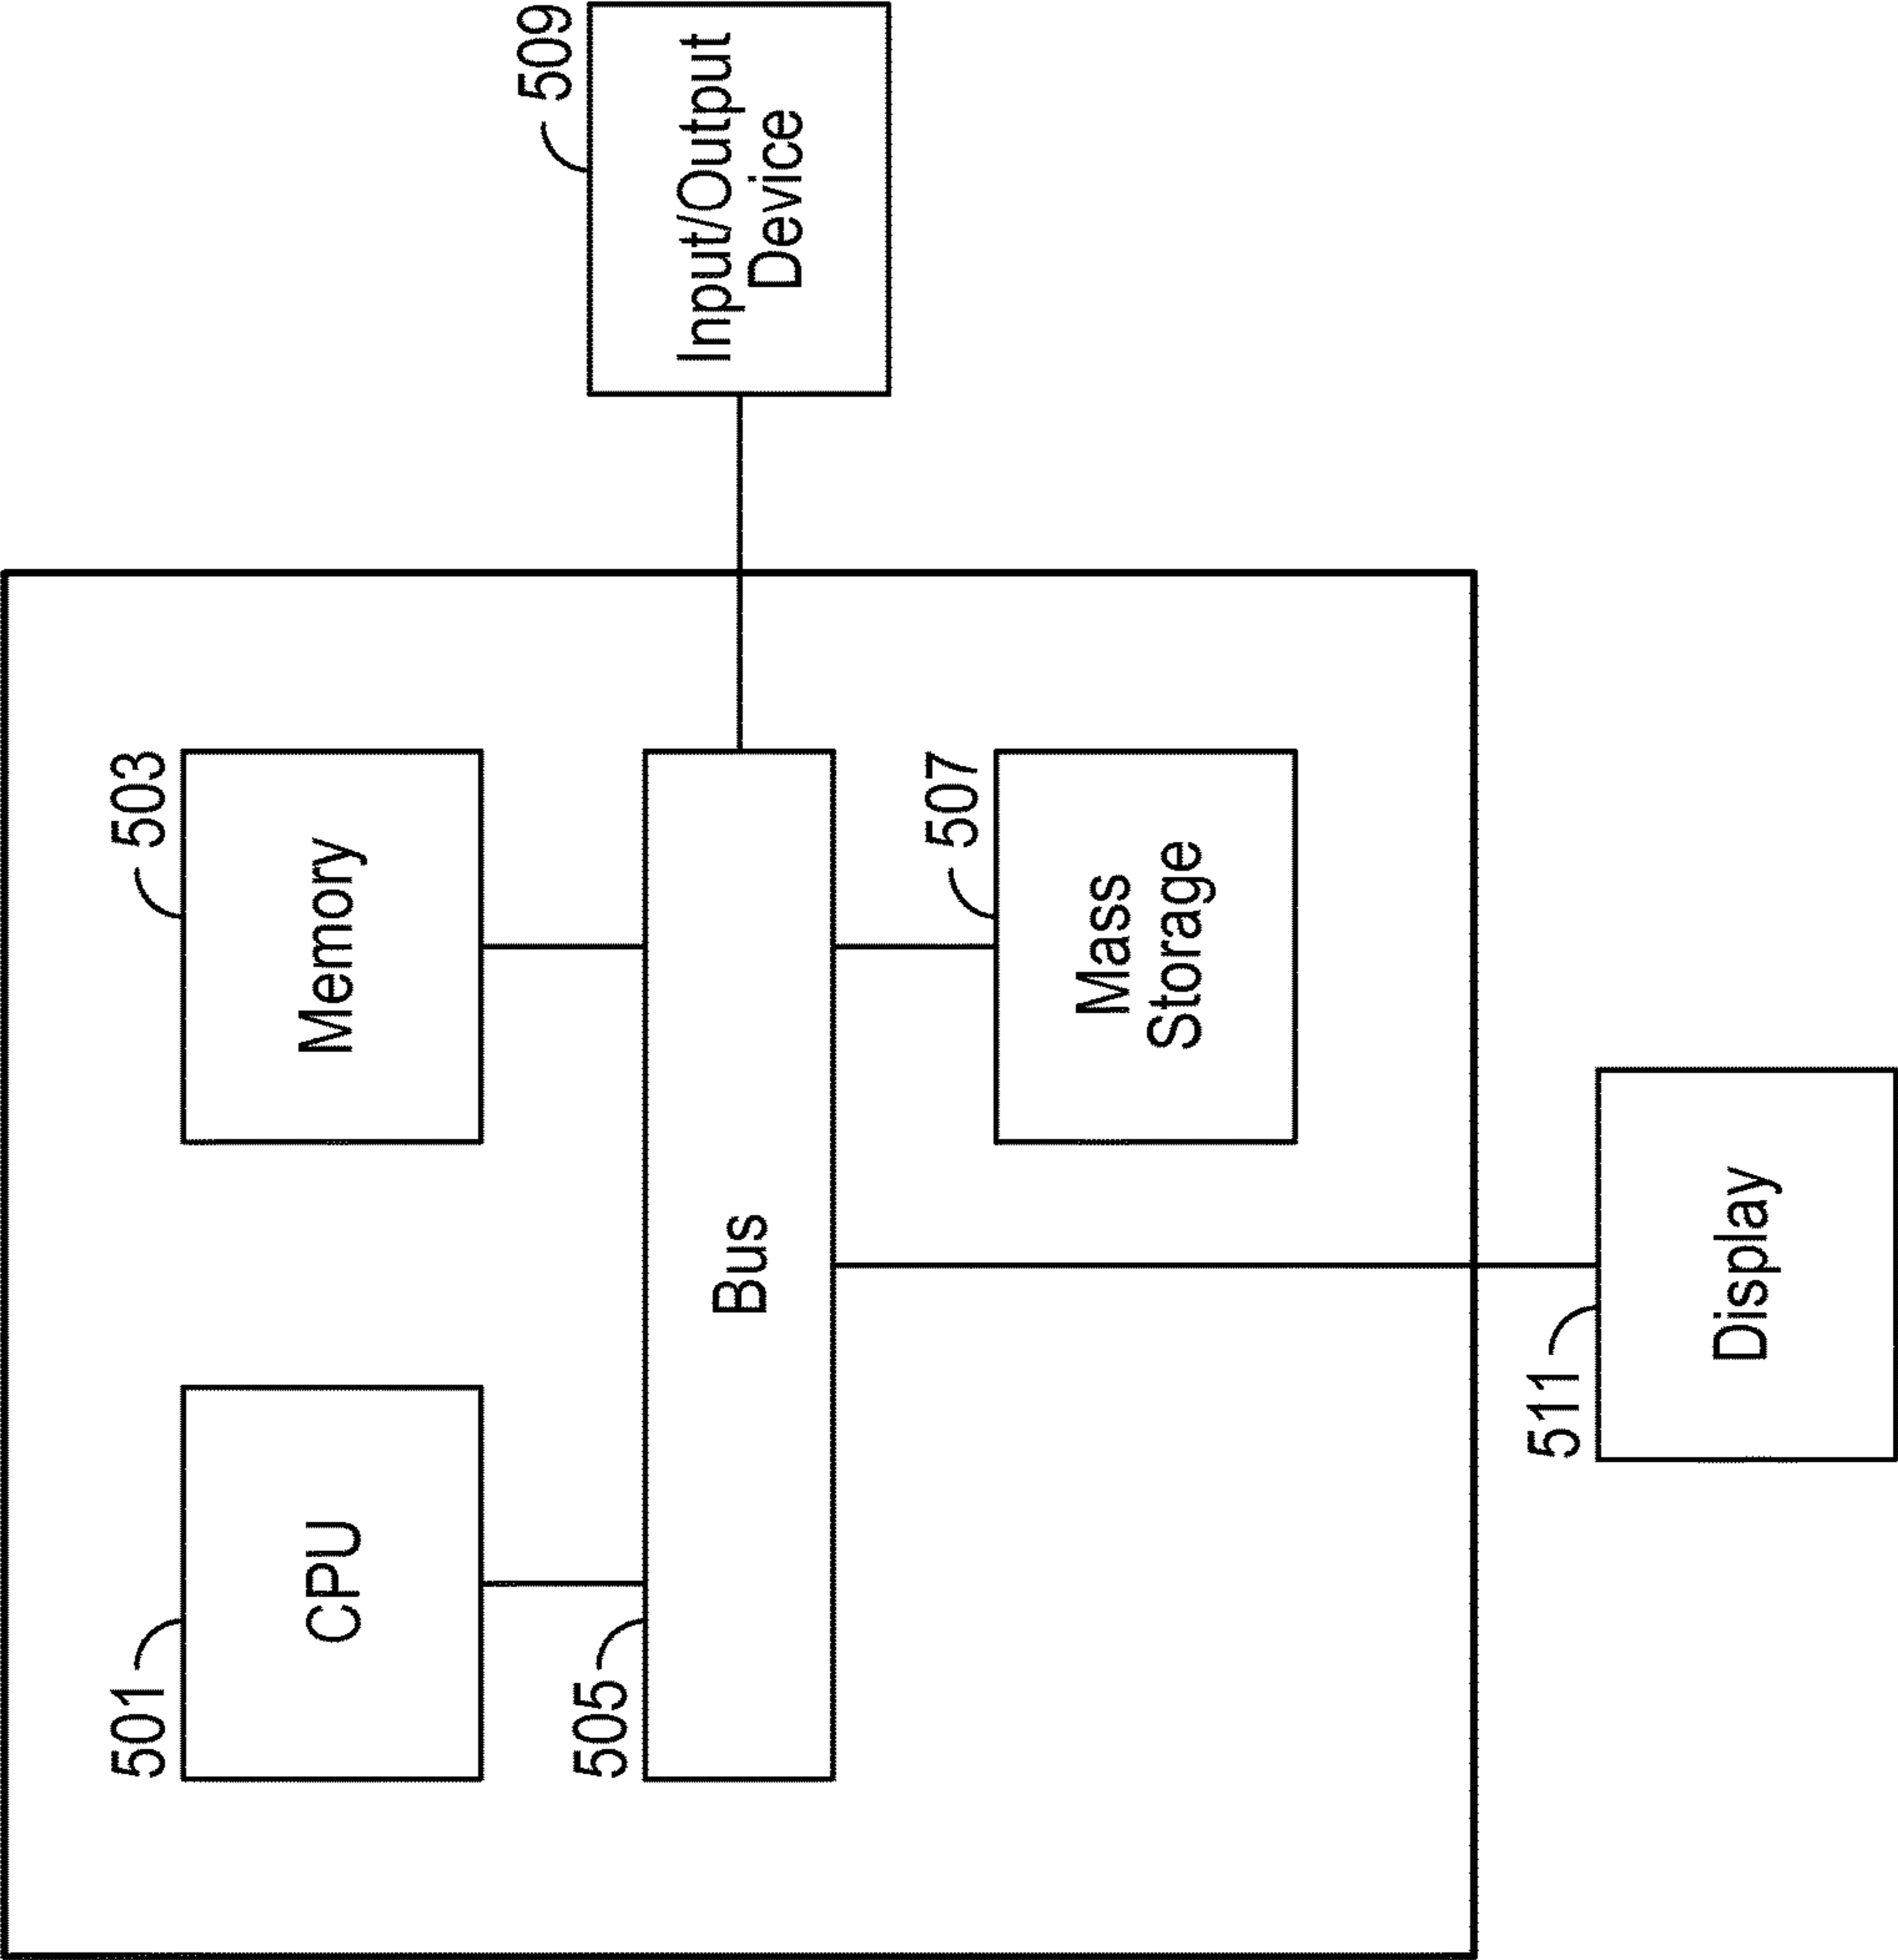 501
CPU
503
Memory
505
Bus
509
Input/Output
Device
507
Mass
Storage
511
Display